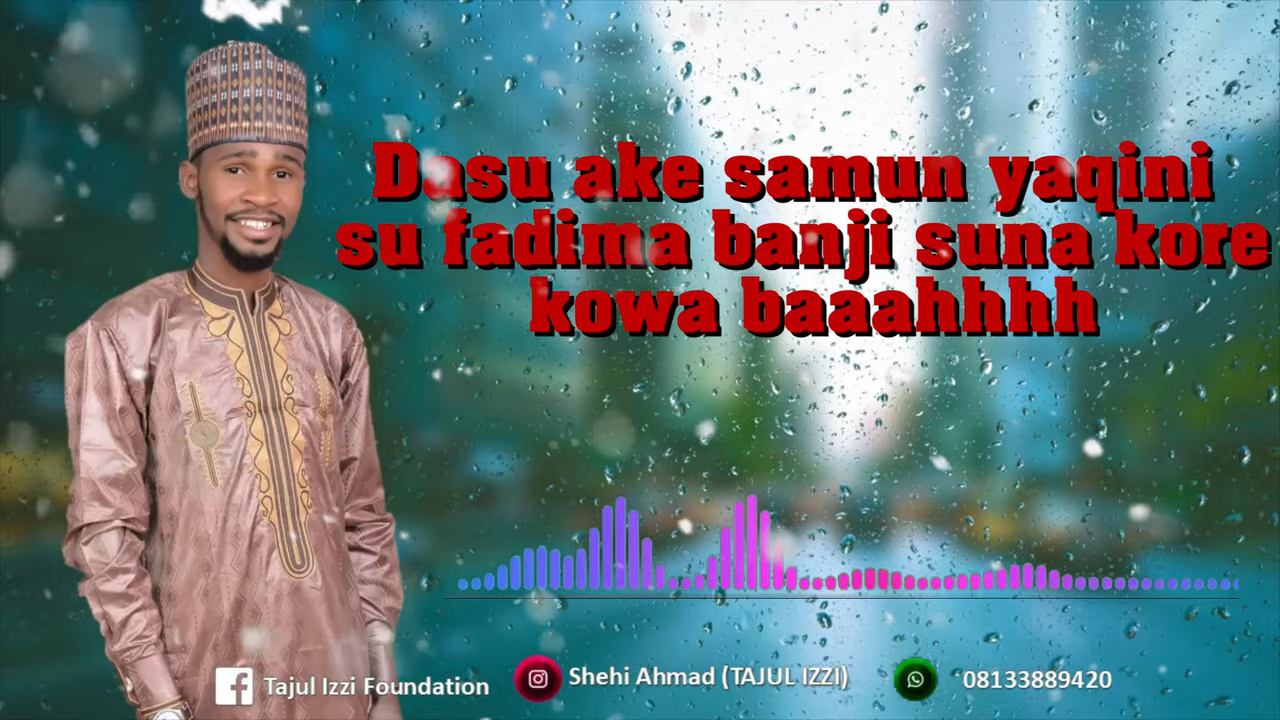 Dasu ake samun yaqini
su fadima banji suna kore
kowa baaahhhh
Tajul Izzi Foundation
Shehi Ahmad (TAJUL IZZI)
08133889420